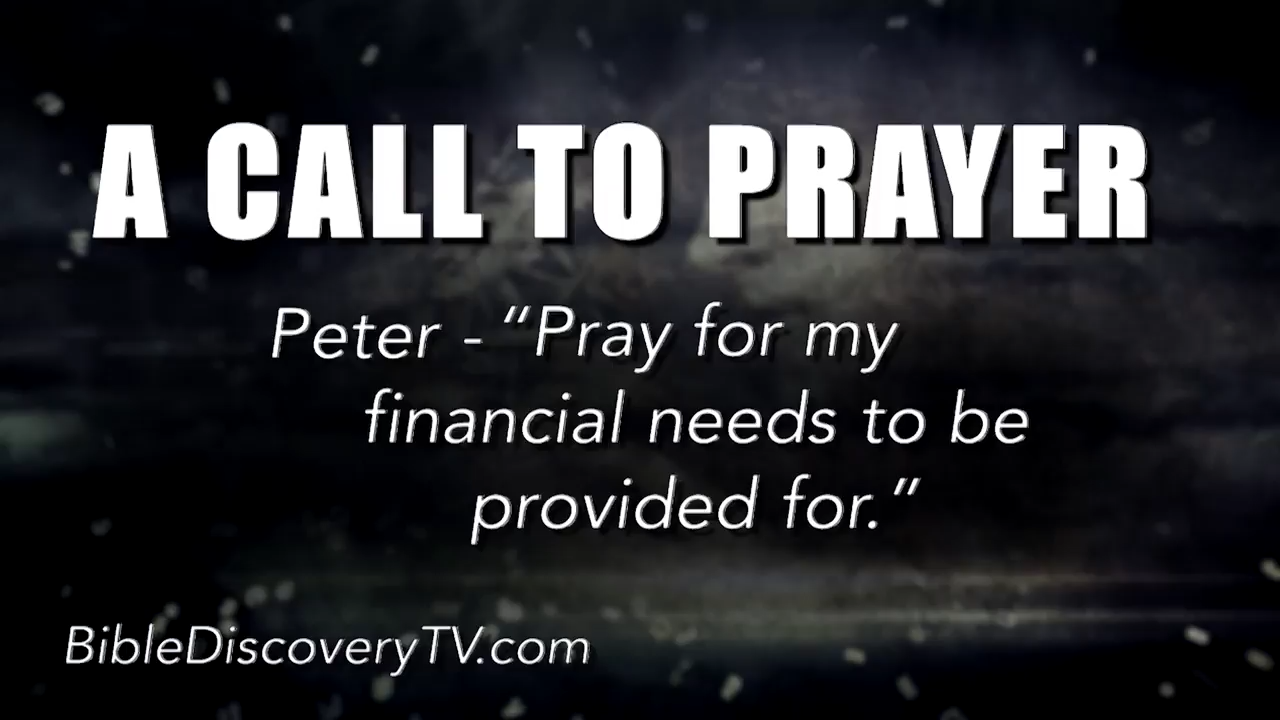 A CALL TO PRAYER
Peter - “Pray for my
financial needs to be
provided for.”
BibleDiscoveryTV.com